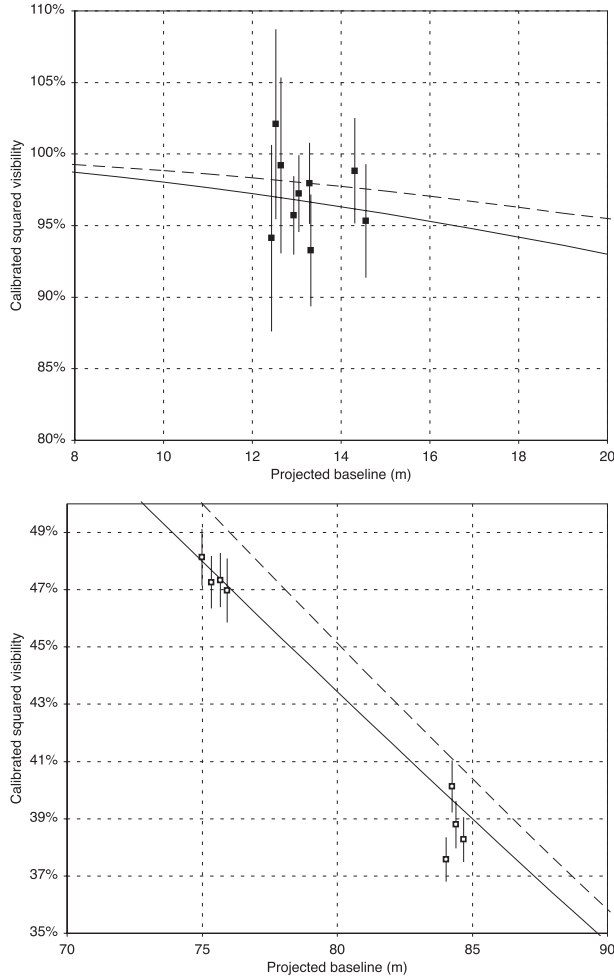 110%
105%
100%
95%
90%
85%
80%
Calibrated squared visibility
8 10 12 14 16 18 20
Projected baseline (m)
49%
47%
45%
43%
41%
39%
37%
35%
Calibrated squared visibility
70 75 80 85 90
Projected baseline (m)